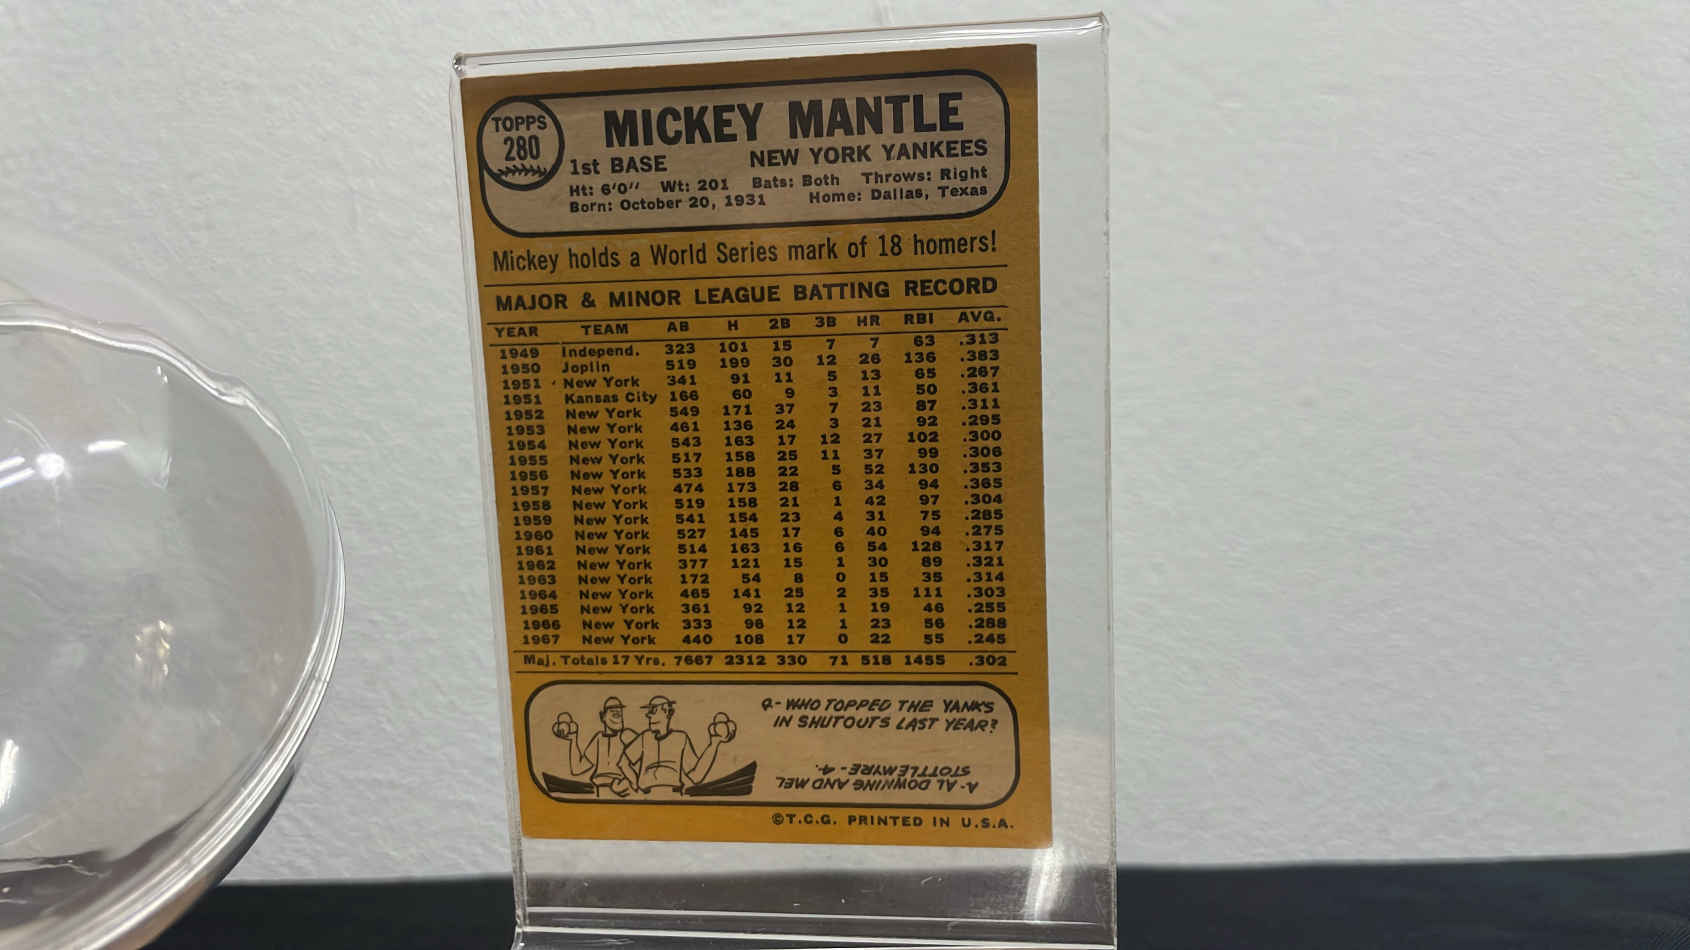 TOPPS
280
MICKEY MANTLE
1st BASE NEW YORK YANKEES
Ht: 6'0" Wt: 201 Bats: Both Throws: Right
Born: October 20, 1931 Home: Dallas, Texas
Mickey holds a World Series mark of 18 homers!
MAJOR & MINOR LEAGUE BATTING RECORD
YEAR TEAM AB H 2B 3B HR RBI AVG.
1949 Independ. 323 101 15 7 7 63 .313
1950 Joplin 519 199 30 12 26 136 .383
1951 New York 341 91 11 5 13 65 .267
1951 Kansas City 166 60 9 3 11 50 .361
1952 New York 549 171 37 7 23 87 .311
1953 New York 461 136 24 3 21 92 .295
1954 New York 543 163 17 12 27 102 .300
1955 New York 517 158 25 11 37 99 .306
1956 New York 533 188 22 5 52 130 .353
1957 New York 474 173 28 6 34 94 .365
1958 New York 519 158 21 1 42 97 .304
1959 New York 541 154 23 4 31 75 .285
1960 New York 527 145 17 6 40 94 .275
1961 New York 514 163 16 6 54 128 .317
1962 New York 377 121 15 1 30 89 .321
1963 New York 172 54 8 0 15 35 .314
1964 New York 465 141 25 2 35 111 .303
1965 New York 361 92 12 1 19 46 .255
1966 New York 333 96 12 1 23 56 .288
1967 New York 440 108 17 0 22 55 .245
Maj. Totals 17 Yrs. 7667 2312 330 71 518 1455 .302
Q- WHO TOPPED THE YANKS
IN SHUTOUTS LAST YEAR?
A- AL DOWNING AND MEL
STOTTLEMYRE - 4.
©T.C.G. PRINTED IN U.S.A.